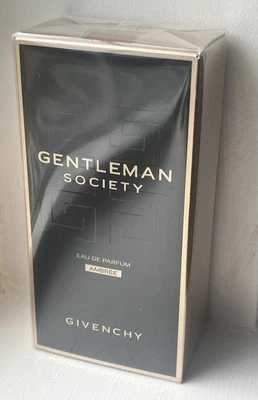 GENTLEMAN
SOCIETY
EAU DE PARFUM
AMBRÉE
GIVENCHY